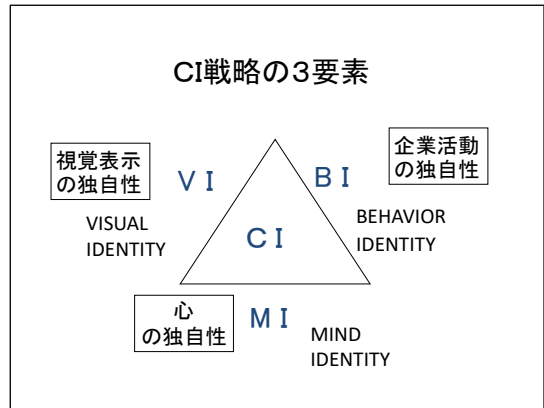 CI戦略の３要素
視覚表示
の独自性
ＶＩ
VISUAL
IDENTITY
企業活動
の独自性
ＢＩ
BEHAVIOR
IDENTITY
ＣＩ
心
の独自性
ＭＩ
MIND
IDENTITY